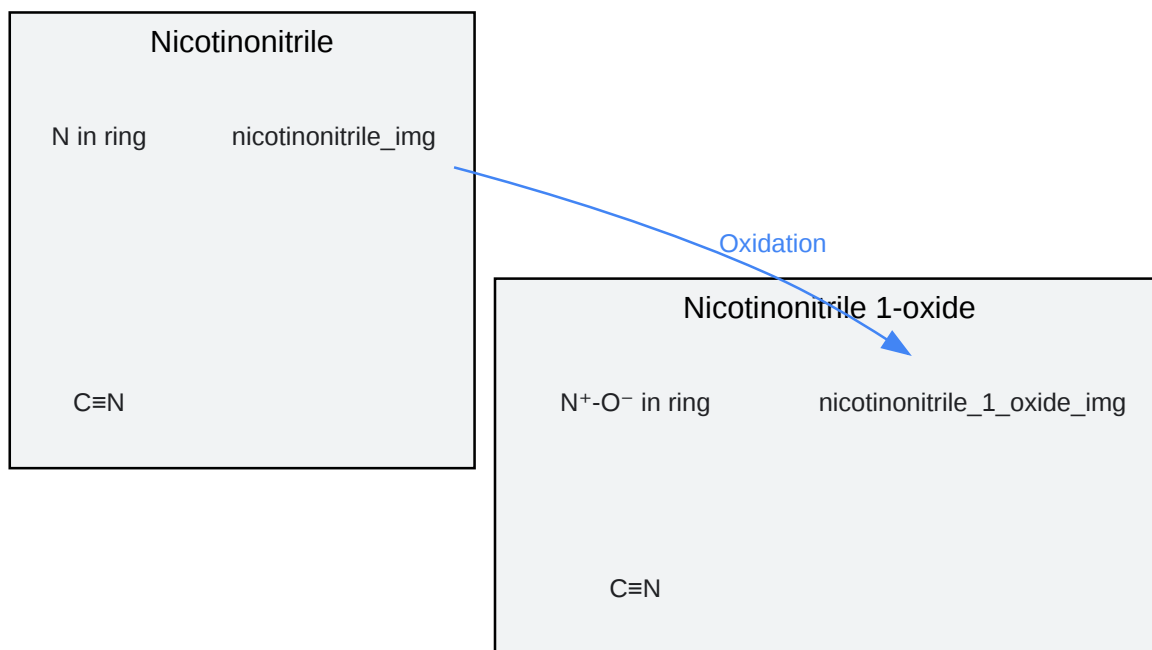 Nicotinonitrile
N in ring
nicotinonitrile_img
Oxidation
Nicotinonitrile 1-oxide
C≡N
N⁺-O⁻ in ring
nicotinonitrile_1_oxide_img
C≡N